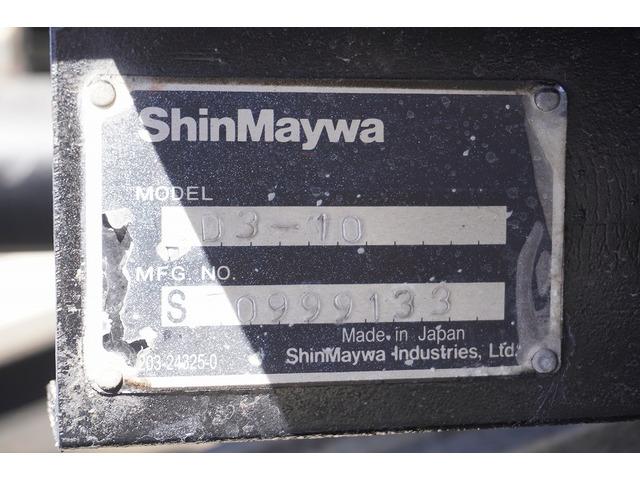 ShinMaywa
MODEL
D3-10
MFG. NO.
S 0999133
Made in Japan
203-24325-0
ShinMaywa Industries, Ltd.